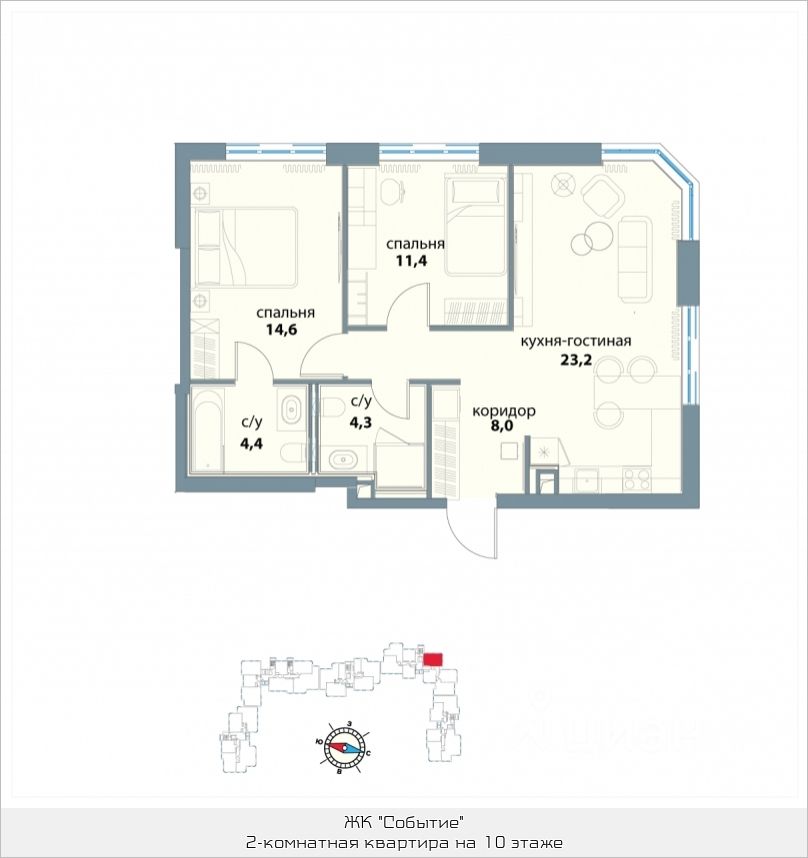 спальня
11,4
спальня
14,6
кухня-гостиная
23,2
с/у
4,4
с/у
4,3
коридор
8,0
З
Ю
С
В
ЖК "Событие"
2-комнатная квартира на 10 этаже